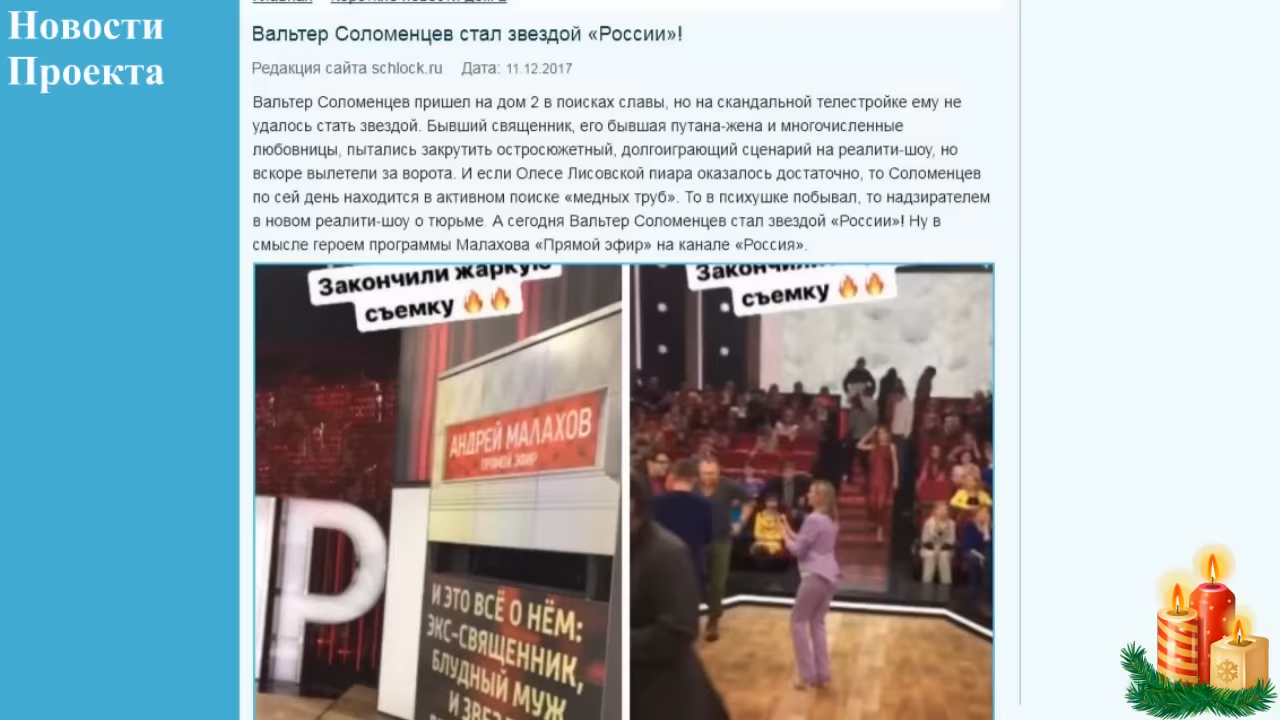 Новости
Проекта
Вальтер Соломенцев стал звездой «России»!
Редакция сайта schlock.ru Дата: 11.12.2017
Вальтер Соломенцев пришел на дом 2 в поисках славы, но на скандальной телестройке ему не
удалось стать звездой. Бывший священник, его бывшая путана-жена и многочисленные
любовницы, пытались закрутить остросюжетный, долгоиграющий сценарий на реалити-шоу, но
вскоре вылетели за ворота. И если Олесе Лисовской пиара оказалось достаточно, то Соломенцев
по сей день находится в активном поиске «медных труб». То в психушке побывал, то надзирателем
в новом реалити-шоу о тюрьме. А сегодня Вальтер Соломенцев стал звездой «России»! Ну в
смысле героем программы Малахова «Прямой эфир» на канале «Россия».
Закончили жаркую
съемку 🔥🔥
Закончили
съемку 🔥🔥
АНДРЕЙ МАЛАХОВ
ПРЯМОЙ ЭФИР
Р
И ЭТО ВСЁ О НЁМ:
ЭКС-СВЯЩЕННИК,
БЛУДНЫЙ МУЖ
И ЗВЕЗ